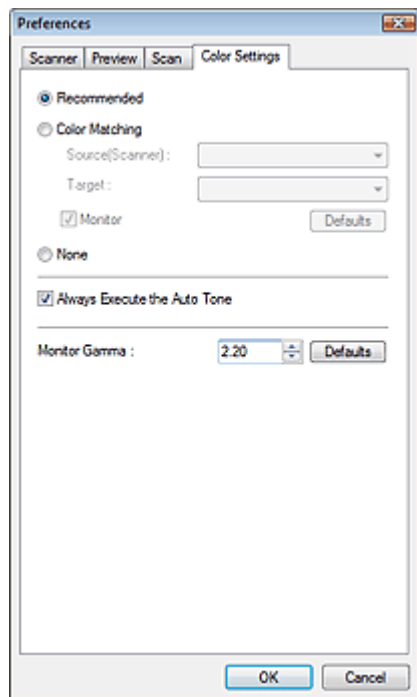 Preferences
Scanner Preview Scan Color Settings
Recommended
Color Matching
Source(Scanner) :
Target :
Monitor Defaults
None
Always Execute the Auto Tone
Monitor Gamma : 2.20 Defaults
OK Cancel